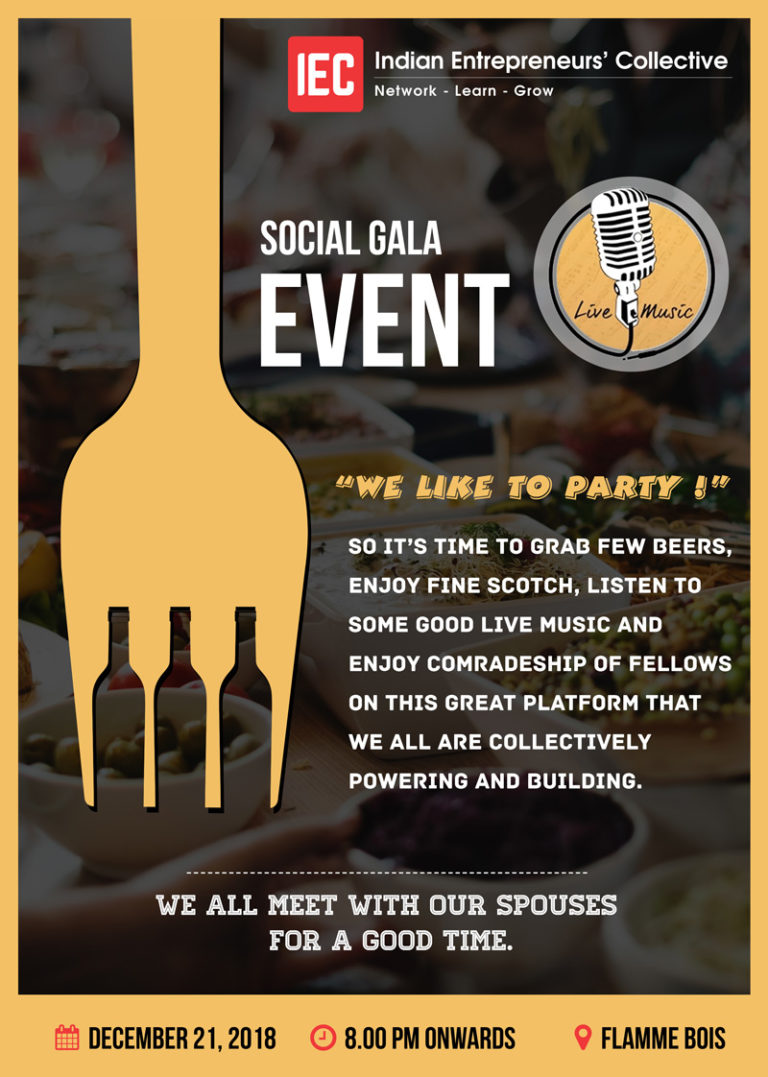 IEC
Indian Entrepreneurs' Collective
Network - Learn - Grow
SOCIAL GALA
EVENT
Live Music
"WE LIKE TO PARTY !"
SO IT'S TIME TO GRAB FEW BEERS,
ENJOY FINE SCOTCH, LISTEN TO
SOME GOOD LIVE MUSIC AND
ENJOY COMRADESHIP OF FELLOWS
ON THIS GREAT PLATFORM THAT
WE ALL ARE COLLECTIVELY
POWERING AND BUILDING.
WE ALL MEET WITH OUR SPOUSES
FOR A GOOD TIME.
DECEMBER 21, 2018
8.00 PM ONWARDS
FLAMME BOIS